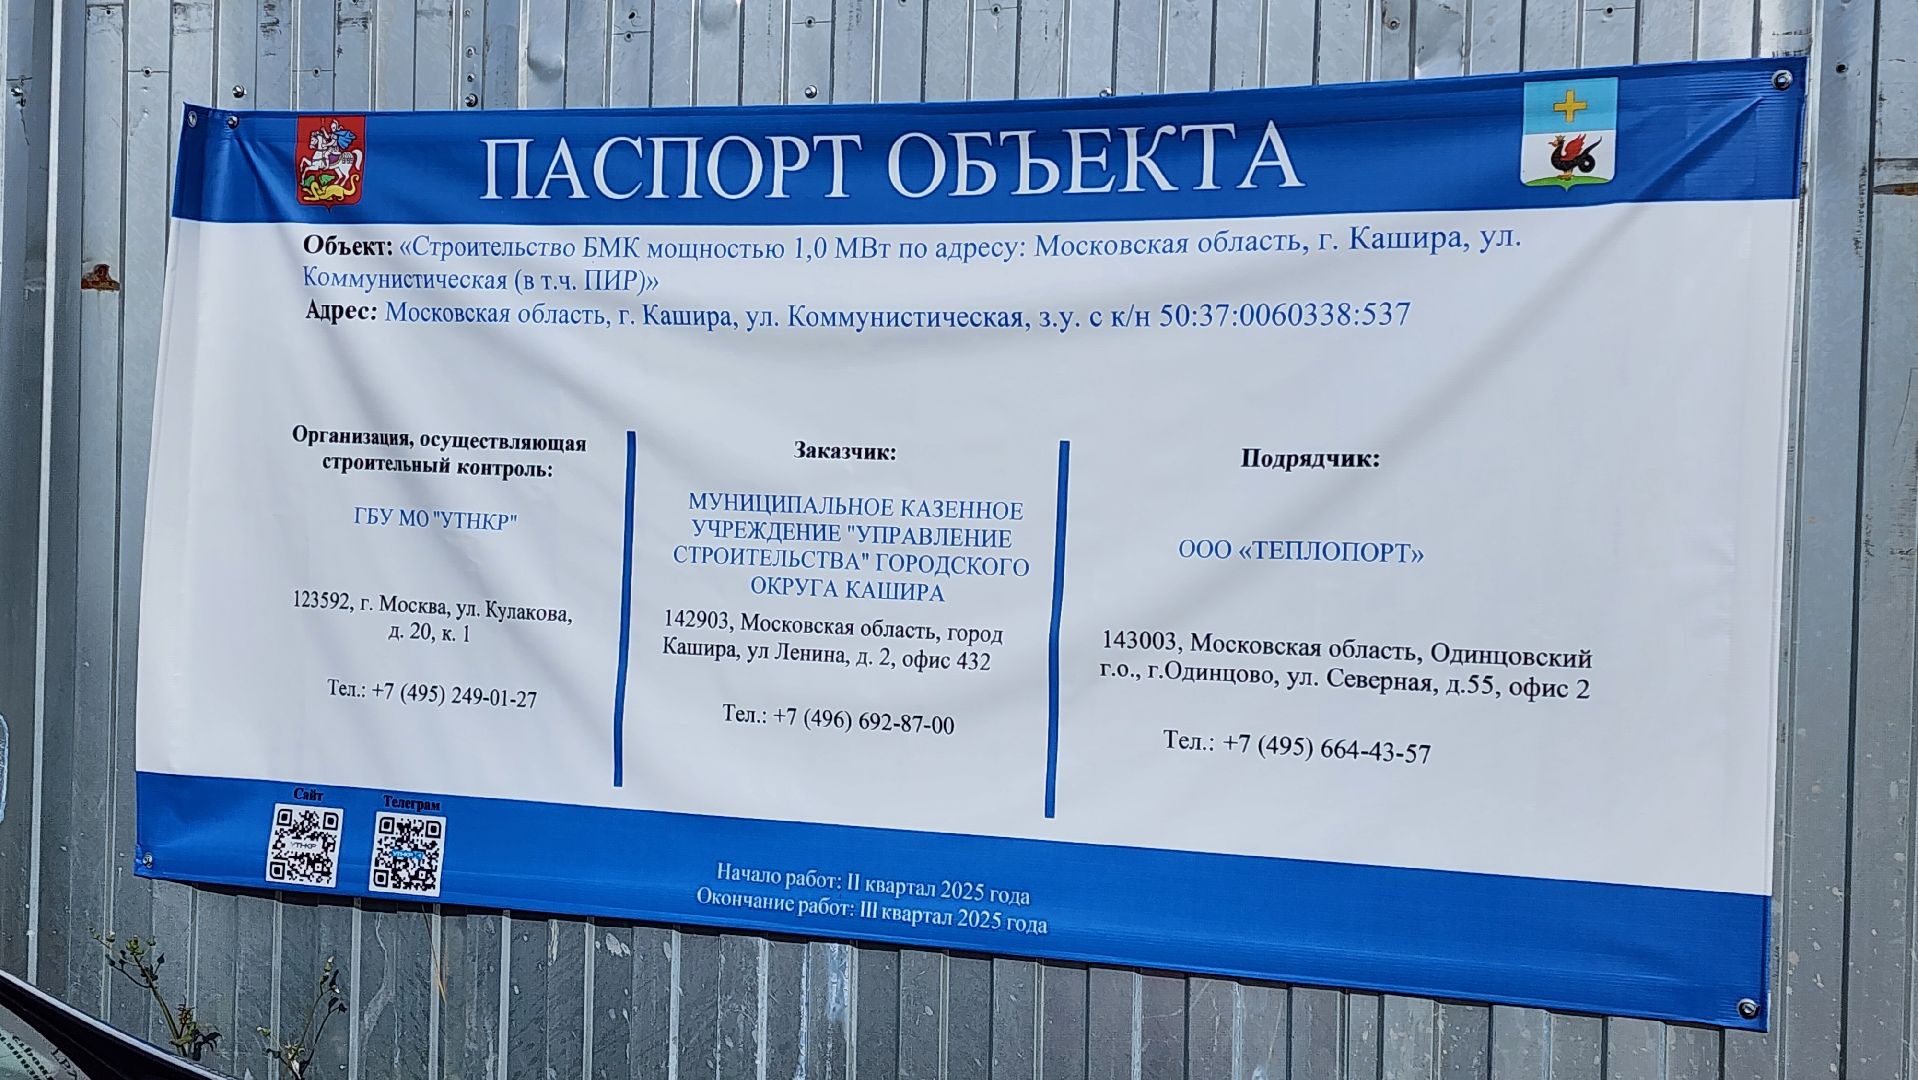 ПАСПОРТ ОБЪЕКТА
Объект: «Строительство БМК мощностью 1,0 МВт по адресу: Московская область, г. Кашира, ул.
Коммунистическая (в т.ч. ПИР)»
Адрес: Московская область, г. Кашира, ул. Коммунистическая, з.у. с к/н 50:37:0060338:537
Организация, осуществляющая
строительный контроль:
ГБУ МО "УТНКР"
123592, г. Москва, ул. Кулакова,
д. 20, к. 1
Тел.: +7 (495) 249-01-27
Заказчик:
МУНИЦИПАЛЬНОЕ КАЗЕННОЕ
УЧРЕЖДЕНИЕ "УПРАВЛЕНИЕ
СТРОИТЕЛЬСТВА" ГОРОДСКОГО
ОКРУГА КАШИРА
142903, Московская область, город
Кашира, ул Ленина, д. 2, офис 432
Тел.: +7 (496) 692-87-00
Подрядчик:
ООО «ТЕПЛОПОРТ»
143003, Московская область, Одинцовский
г.о., г.Одинцово, ул. Северная, д.55, офис 2
Тел.: +7 (495) 664-43-57
Сайт
УТНКР
Телеграм
УТНКР
Начало работ: II квартал 2025 года
Окончание работ: III квартал 2025 года